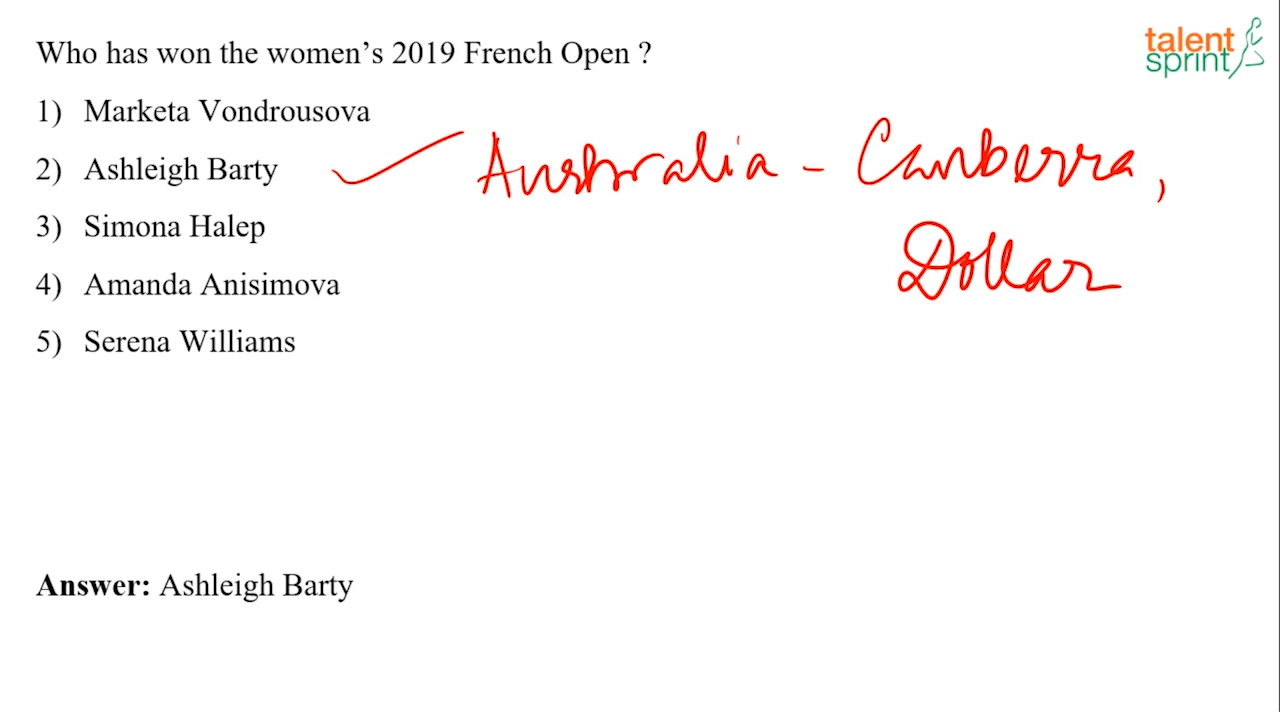 Who has won the women’s 2019 French Open ?
talent
sprint
1) Marketa Vondrousova
2) Ashleigh Barty
Australia - Canberra,
Dollar
3) Simona Halep
4) Amanda Anisimova
5) Serena Williams
Answer: Ashleigh Barty